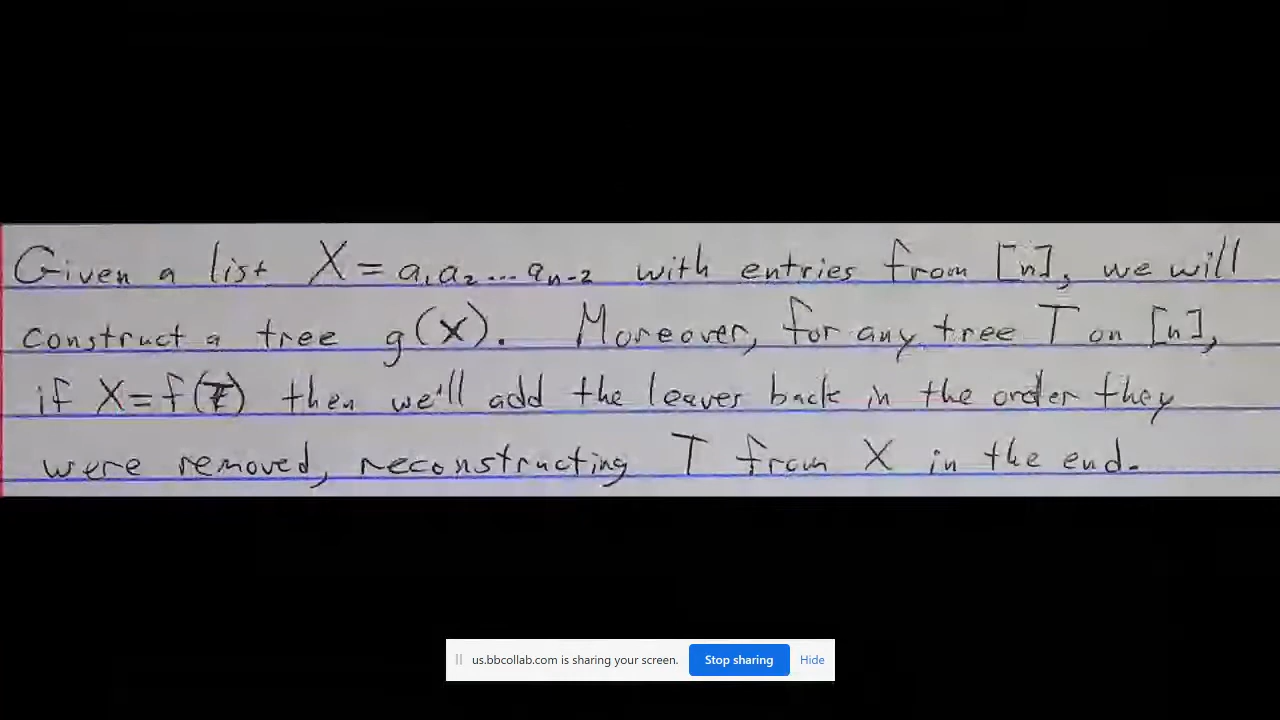 Given a list X = a₁a₂...aₙ₋₂ with entries from [n], we will
construct a tree g(X). Moreover, for any tree T on [n],
if X=f(T) then we'll add the leaves back in the order they
were removed, reconstructing T from X in the end.
us.bbcollab.com is sharing your screen. Stop sharing Hide